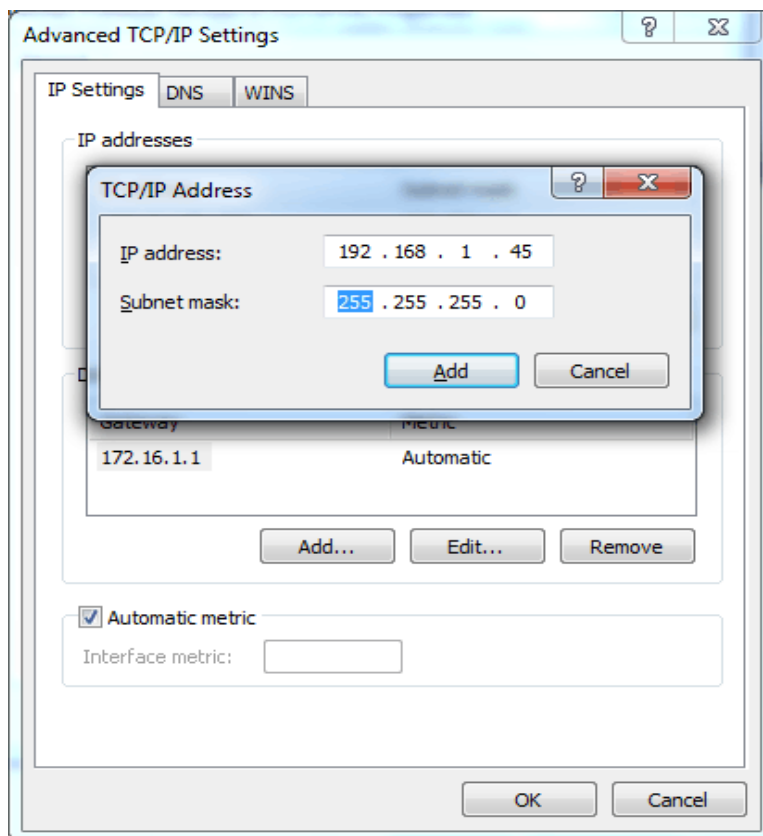 Advanced TCP/IP Settings
IP Settings DNS WINS
IP addresses
TCP/IP Address
IP address: 192 . 168 . 1 . 45
Subnet mask: 255 . 255 . 255 . 0
Add Cancel
Gateway Metric
172.16.1.1 Automatic
Add... Edit... Remove
Automatic metric
Interface metric:
OK Cancel